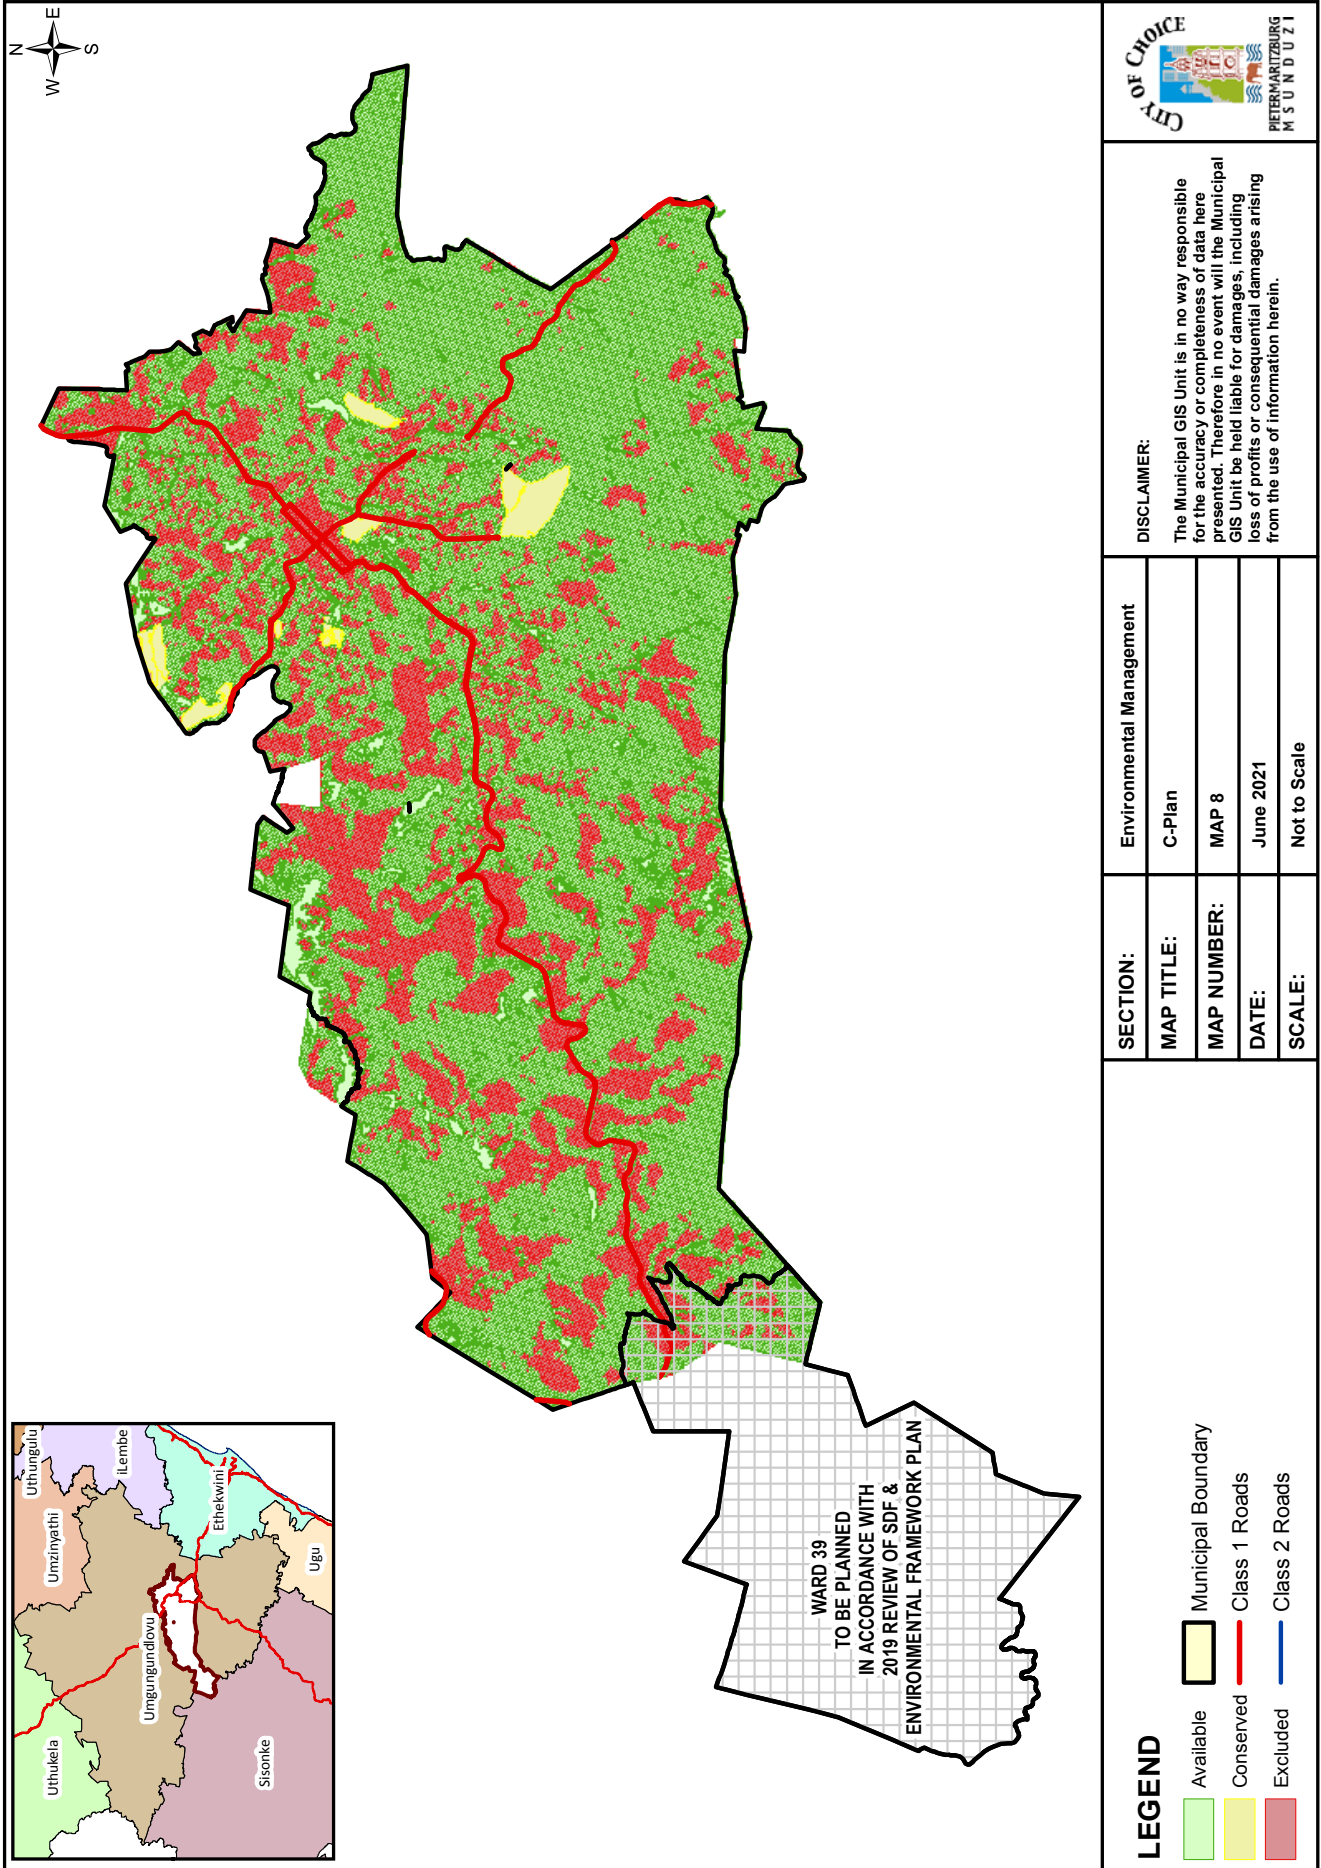 N
E
S
W
Uthungulu
iLembe
Umzinyathi
Ethekwini
Ugu
Umgungundlovu
Uthukela
Sisonke
WARD 39
TO BE PLANNED
IN ACCORDANCE WITH
2019 REVIEW OF SDF &
ENVIRONMENTAL FRAMEWORK PLAN
LEGEND
Available
Conserved
Excluded
Municipal Boundary
Class 1 Roads
Class 2 Roads
SECTION: Environmental Management
MAP TITLE: C-Plan
MAP NUMBER: MAP 8
DATE: June 2021
SCALE: Not to Scale
DISCLAIMER:
The Municipal GIS Unit is in no way responsible
for the accuracy or completeness of data here
presented. Therefore in no event will the Municipal
GIS Unit be held liable for damages, including
loss of profits or consequential damages arising
from the use of information herein.
CITY OF CHOICE
PIETERMARITZBURG
MSUNDUZI